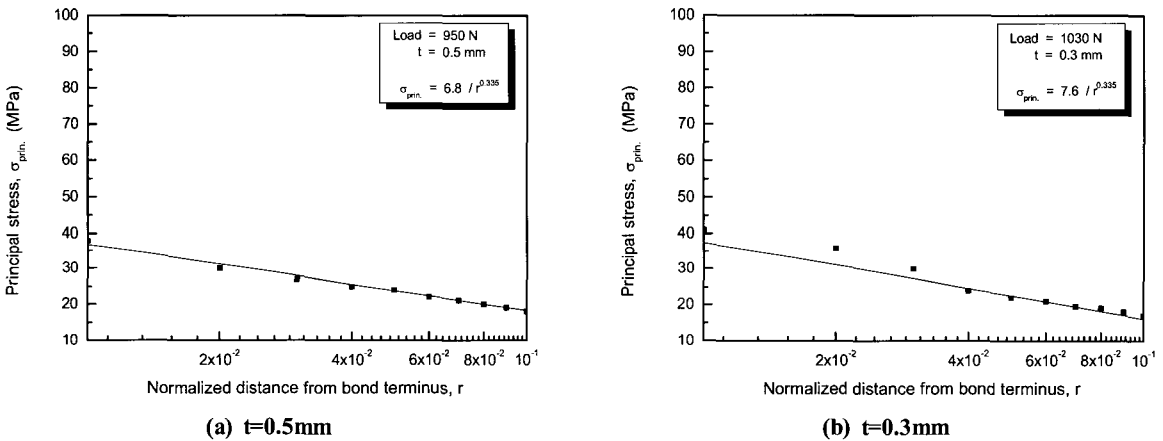 100
90
80
70
60
50
40
30
20
10
Principal stress, σprin. (MPa)
Load = 950 N
t = 0.5 mm
σprin. = 6.8 / r^0.335
2x10^-2
4x10^-2
6x10^-2
8x10^-2
10^-1
Normalized distance from bond terminus, r
(a) t=0.5mm
100
90
80
70
60
50
40
30
20
10
Principal stress, σprin. (MPa)
Load = 1030 N
t = 0.3 mm
σprin. = 7.6 / r^0.335
2x10^-2
4x10^-2
6x10^-2
8x10^-2
10^-1
Normalized distance from bond terminus, r
(b) t=0.3mm